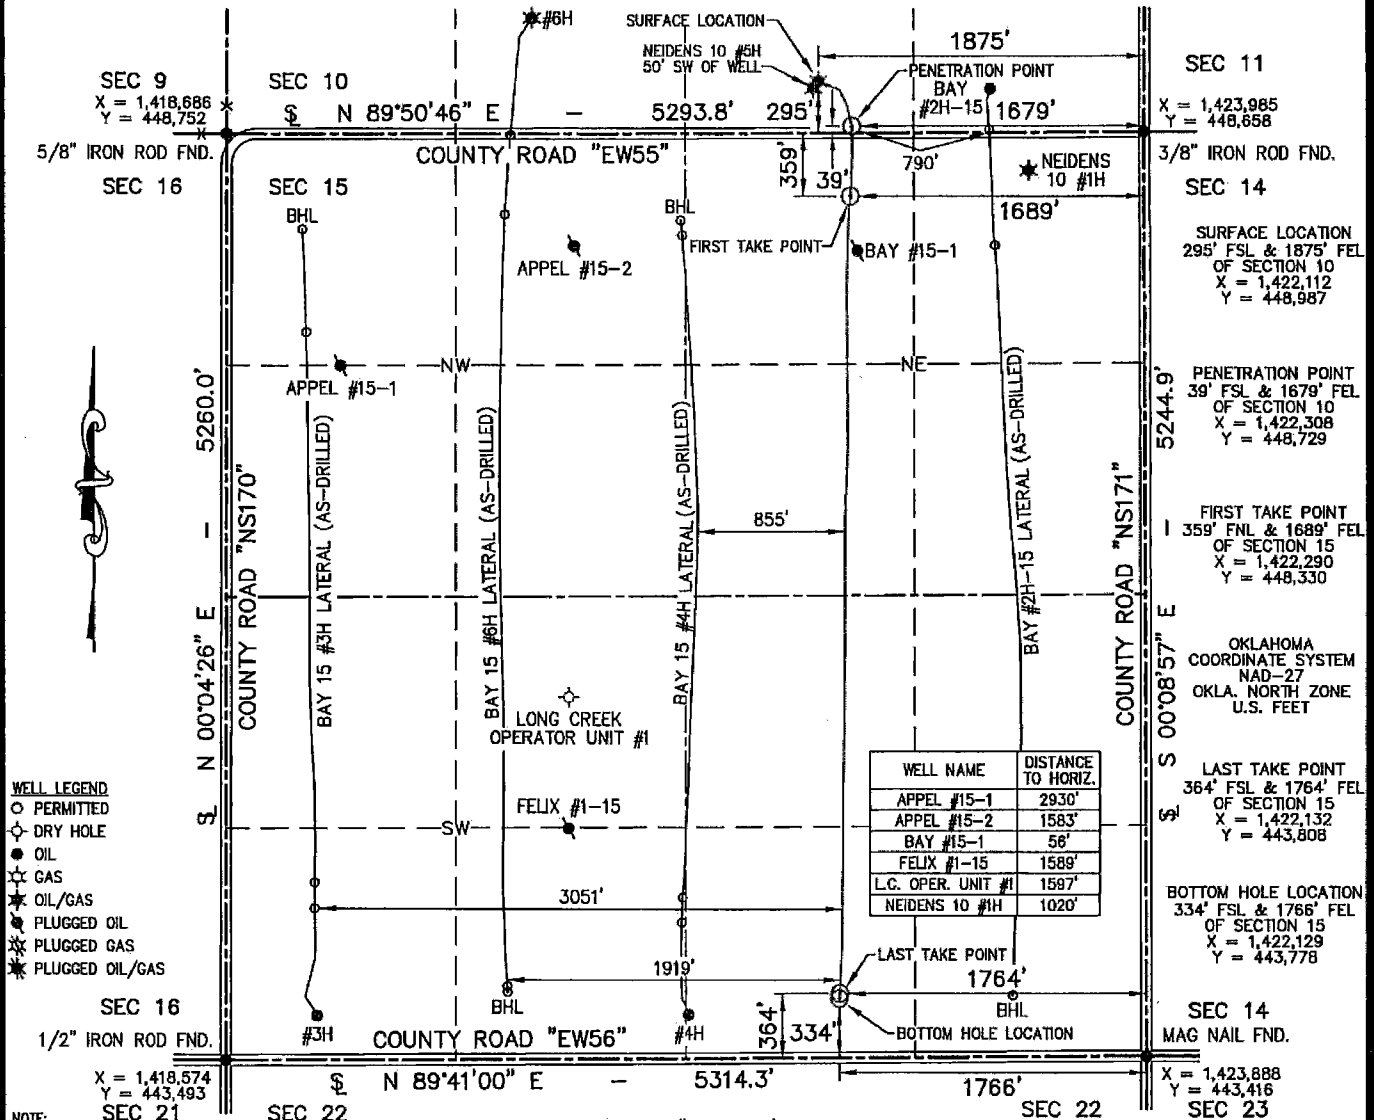 #6H
SURFACE LOCATION
NEIDENS 10 #5H
50' SW OF WELL
1875'
PENETRATION POINT
BAY
#2H-15
1679'
SEC 9
SEC 10
SEC 11
X = 1,418,686
Y = 448,752
℄ N 89°50'46" E - 5293.8'
295'
X = 1,423,985
Y = 448,658
5/8" IRON ROD FND.
COUNTY ROAD "EW55"
359'
39'
790'
NEIDENS
10 #1H
3/8" IRON ROD FND.
SEC 16
SEC 15
SEC 14
BHL
BHL
1689'
FIRST TAKE POINT
BAY #15-1
APPEL #15-2
SURFACE LOCATION
295' FSL & 1875' FEL
OF SECTION 10
X = 1,422,112
Y = 448,987
NW
NE
APPEL #15-1
PENETRATION POINT
39' FSL & 1679' FEL
OF SECTION 10
X = 1,422,308
Y = 448,729
℄ N 00°04'26" E - 5260.0'
COUNTY ROAD "NS170"
BAY 15 #3H LATERAL (AS-DRILLED)
BAY 15 #6H LATERAL (AS-DRILLED)
BAY 15 #4H LATERAL (AS-DRILLED)
855'
BAY #2H-15 LATERAL (AS-DRILLED)
COUNTY ROAD "NS171"
℄ S 00°08'57" E - 5244.9'
FIRST TAKE POINT
359' FNL & 1689' FEL
OF SECTION 15
X = 1,422,290
Y = 448,330
OKLAHOMA
COORDINATE SYSTEM
NAD-27
OKLA. NORTH ZONE
U.S. FEET
LONG CREEK
OPERATOR UNIT #1
WELL NAME DISTANCE TO HORIZ.
APPEL #15-1 2930'
APPEL #15-2 1583'
BAY #15-1 56'
FELIX #1-15 1589'
L.C. OPER. UNIT #1 1597'
NEIDENS 10 #1H 1020'
LAST TAKE POINT
364' FSL & 1764' FEL
OF SECTION 15
X = 1,422,132
Y = 443,808
WELL LEGEND
PERMITTED
DRY HOLE
OIL
GAS
OIL/GAS
PLUGGED OIL
PLUGGED GAS
PLUGGED OIL/GAS
FELIX #1-15
SW
3051'
BOTTOM HOLE LOCATION
334' FSL & 1766' FEL
OF SECTION 15
X = 1,422,129
Y = 443,778
LAST TAKE POINT
1919'
1764'
BHL
BHL
SEC 16
SEC 14
364'
334'
BOTTOM HOLE LOCATION
1/2" IRON ROD FND.
#3H
COUNTY ROAD "EW56"
#4H
MAG NAIL FND.
X = 1,418,574
Y = 443,493
℄ N 89°41'00" E - 5314.3'
1766'
X = 1,423,888
Y = 443,416
NOTE:
SEC 21
SEC 22
SEC 22
SEC 23